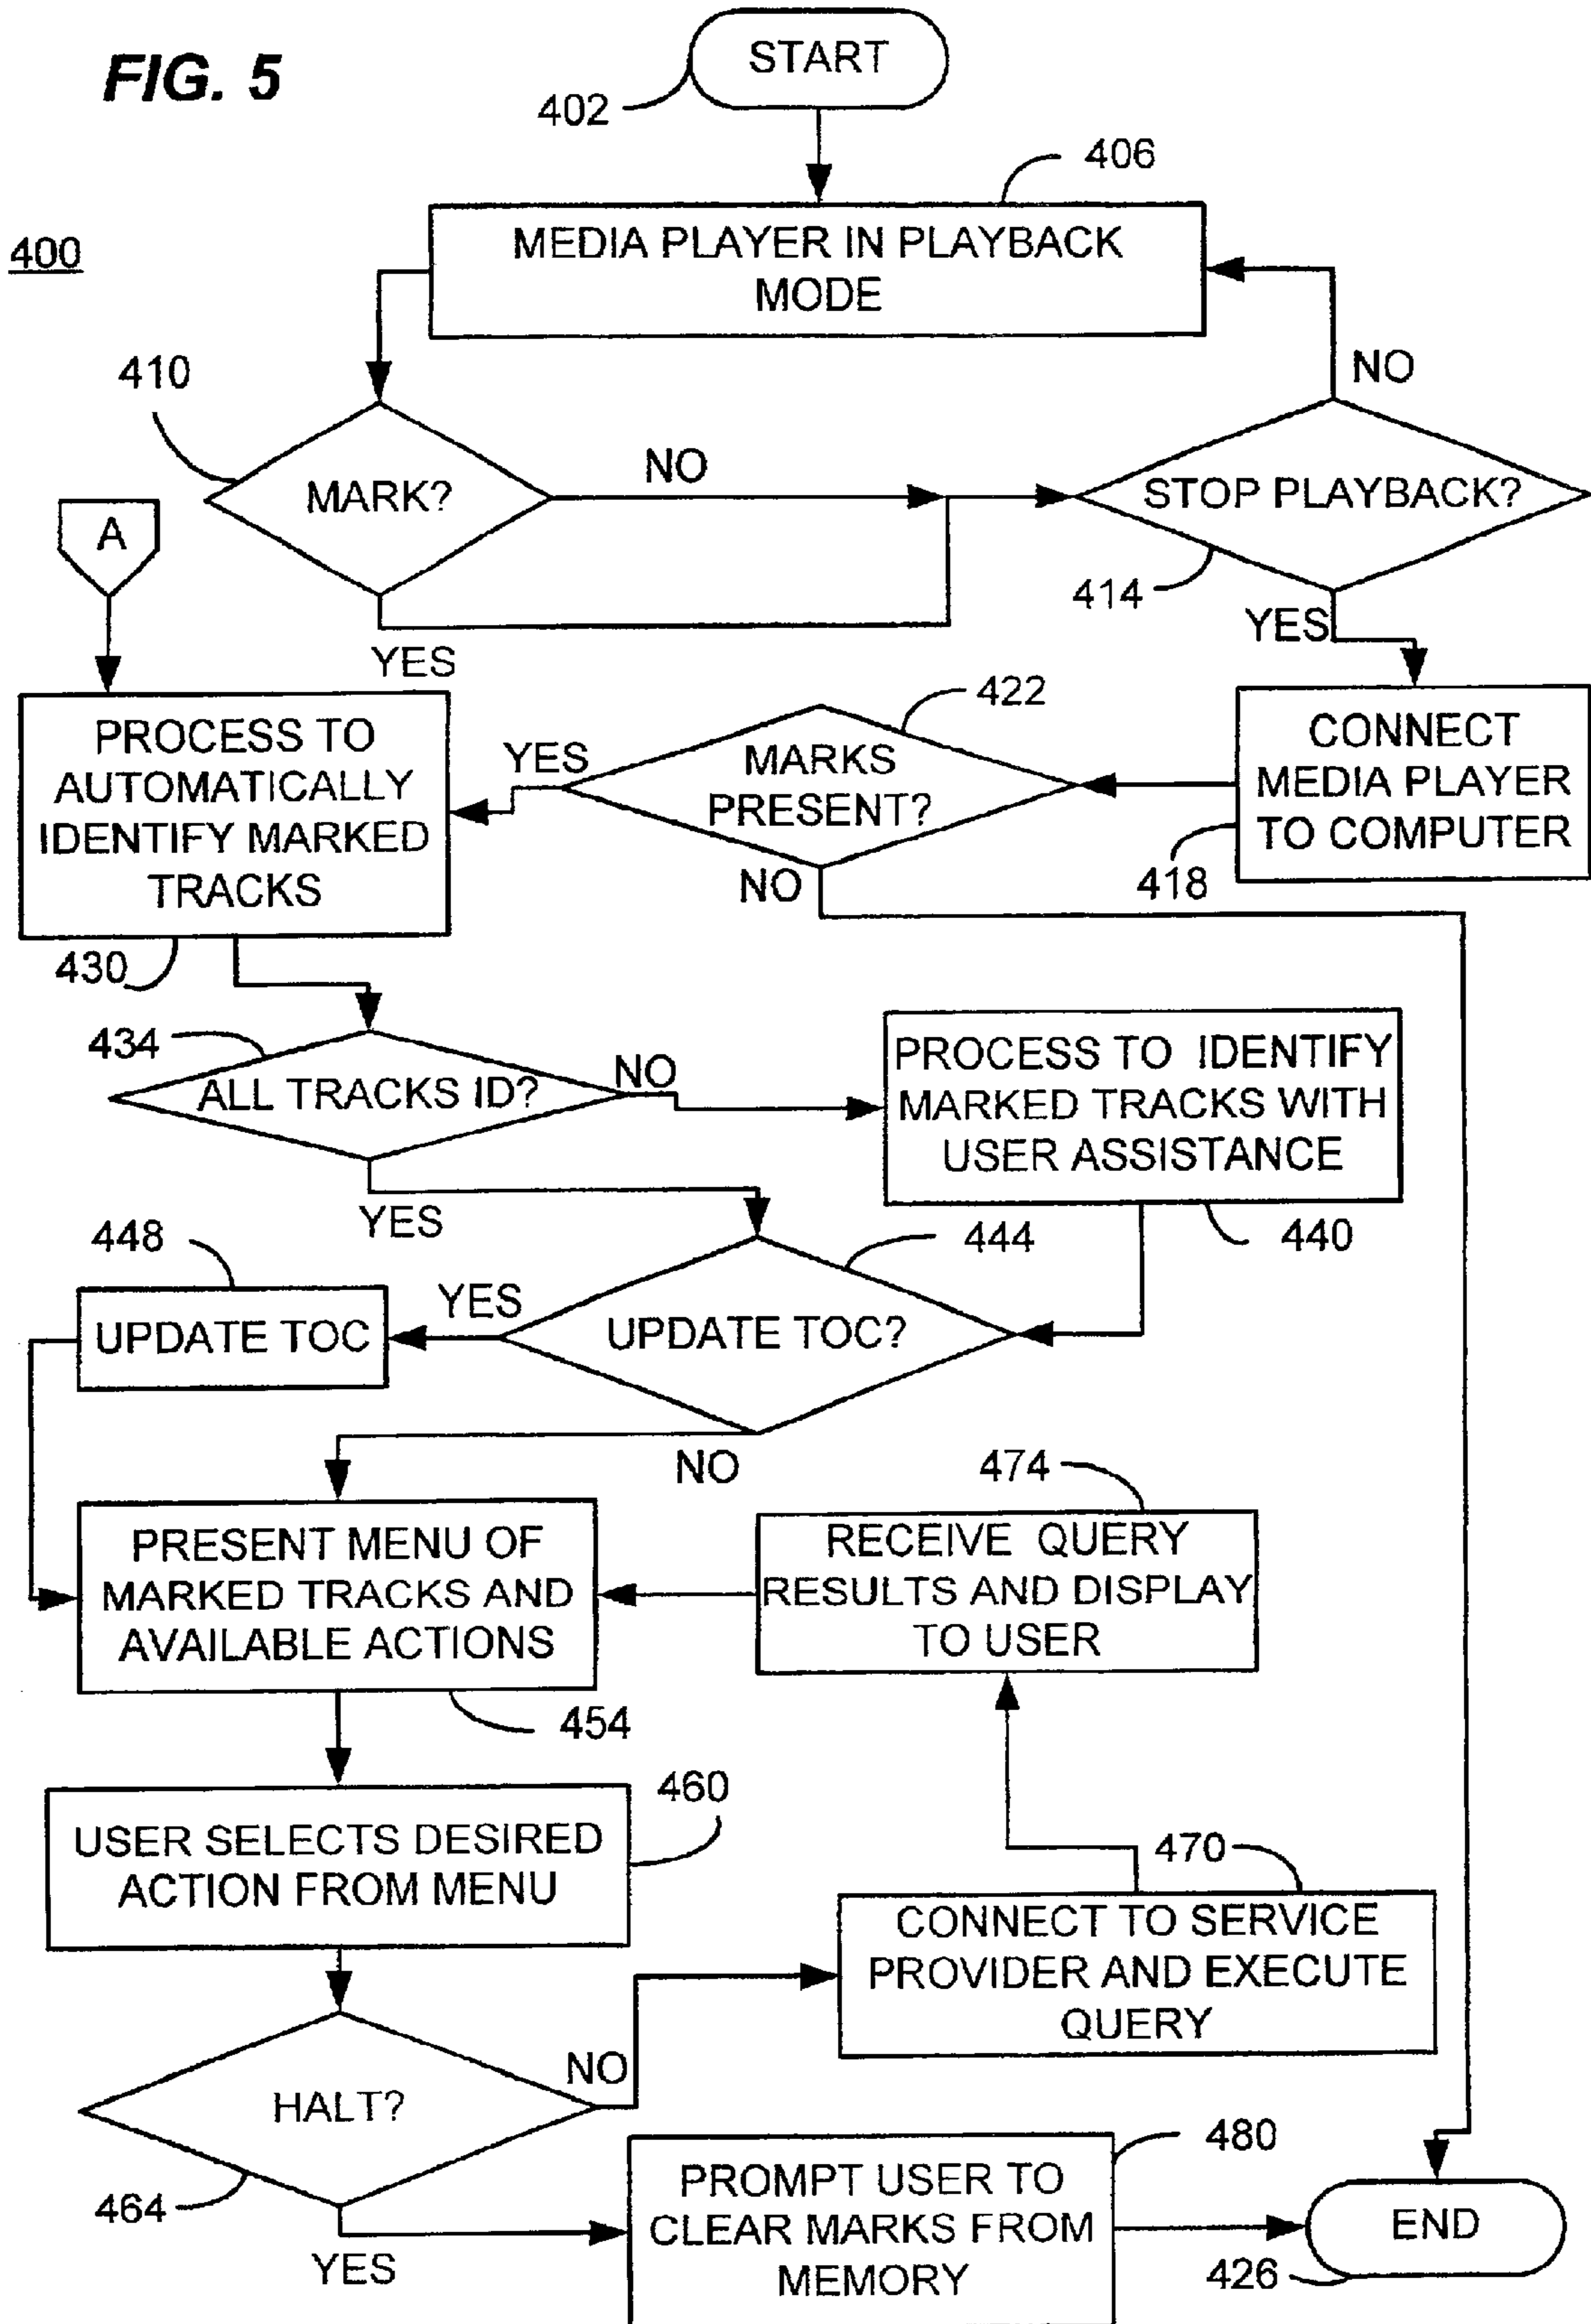 FIG. 5
START
402
406
400
MEDIA PLAYER IN PLAYBACK
MODE
410
NO
MARK?
NO
STOP PLAYBACK?
A
414
YES
YES
422
PROCESS TO
AUTOMATICALLY
IDENTIFY MARKED
TRACKS
YES
MARKS
PRESENT?
CONNECT
MEDIA PLAYER
TO COMPUTER
NO
418
430
434
ALL TRACKS ID?
NO
PROCESS TO IDENTIFY
MARKED TRACKS WITH
USER ASSISTANCE
YES
448
444
440
YES
UPDATE TOC
UPDATE TOC?
NO
474
PRESENT MENU OF
MARKED TRACKS AND
AVAILABLE ACTIONS
RECEIVE QUERY
RESULTS AND DISPLAY
TO USER
454
460
USER SELECTS DESIRED
ACTION FROM MENU
470
CONNECT TO SERVICE
PROVIDER AND EXECUTE
QUERY
NO
HALT?
480
464
PROMPT USER TO
CLEAR MARKS FROM
MEMORY
END
YES
426